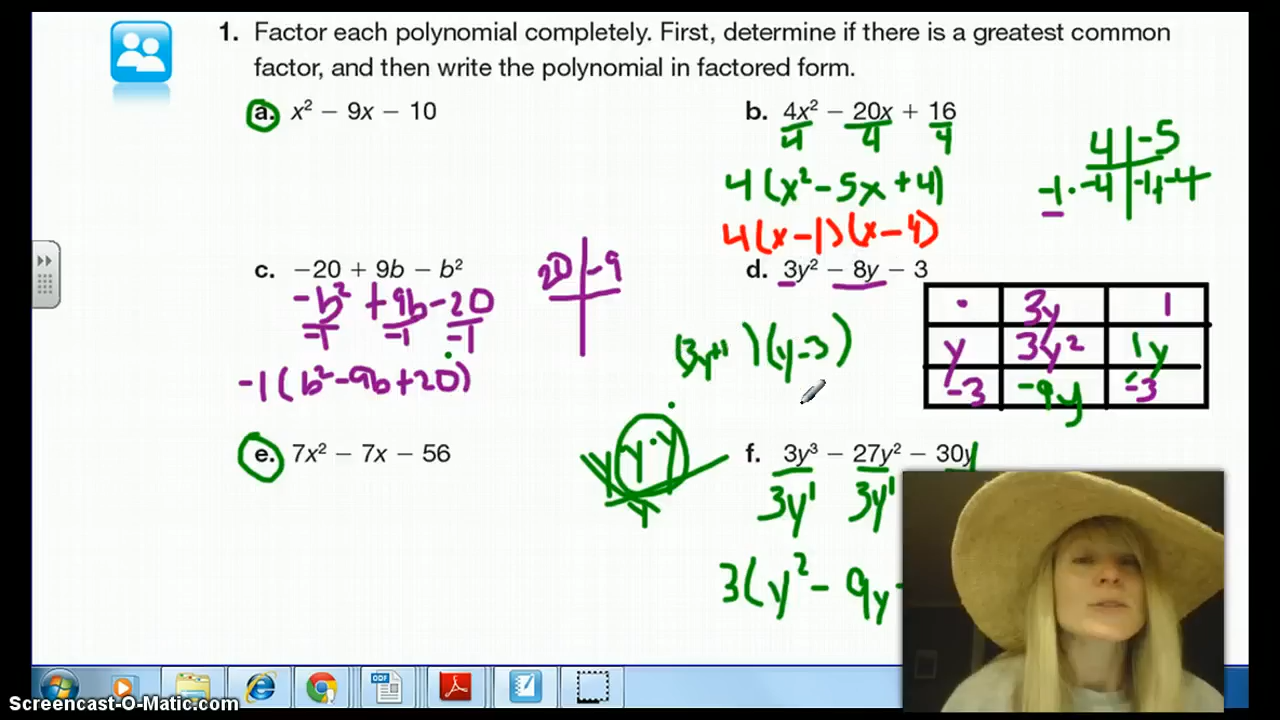 1. Factor each polynomial completely. First, determine if there is a greatest common
factor, and then write the polynomial in factored form.
a. x² − 9x − 10
b. 4x² − 20x + 16
4 4 4
4(x² − 5x + 4)
4(x − 1)(x − 4)
4 | −5
−1 · −4 | −1 + −4
c. −20 + 9b − b²
−b² + 9b − 20
−1 −1 −1
−1(b² − 9b + 20)
20 | −9
d. 3y² − 8y − 3
(3y+1)(y−3)
· 3y 1
y 3y² 1y
−3 −9y −3
e. 7x² − 7x − 56
y y · y
y
f. 3y³ − 27y² − 30y
3y¹ 3y¹
3(y² − 9y
Screencast-O-Matic.com